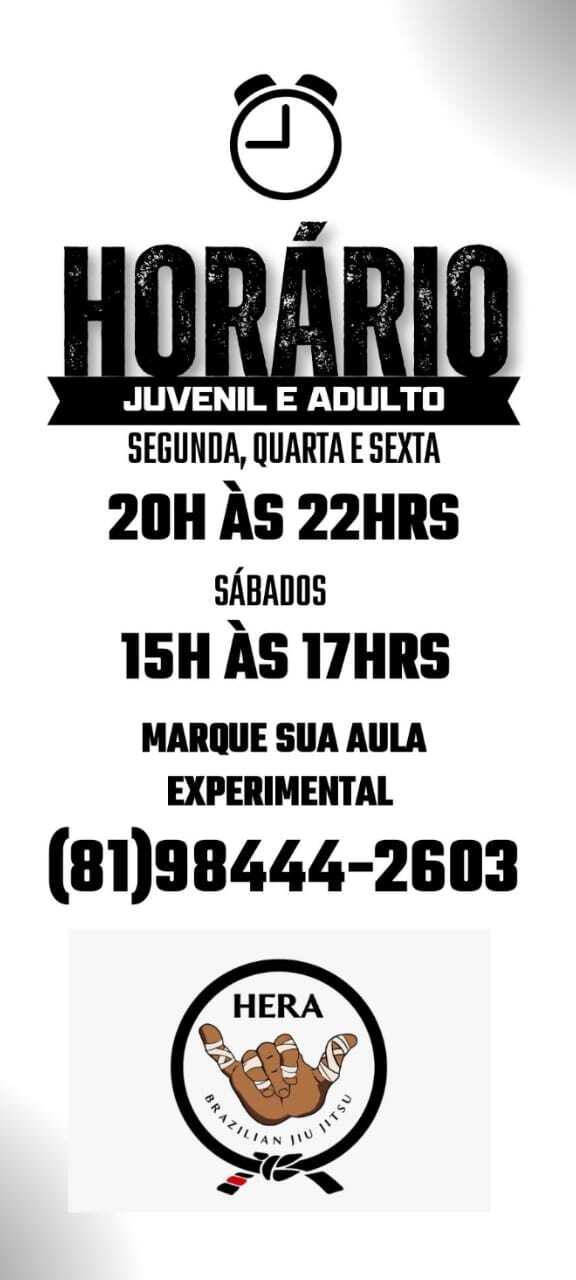 HORÁRIO
JUVENIL E ADULTO
SEGUNDA, QUARTA E SEXTA
20H ÀS 22HRS
SÁBADOS
15H ÀS 17HRS
MARQUE SUA AULA
EXPERIMENTAL
(81)98444-2603
HERA
BRAZILIAN JIU JITSU